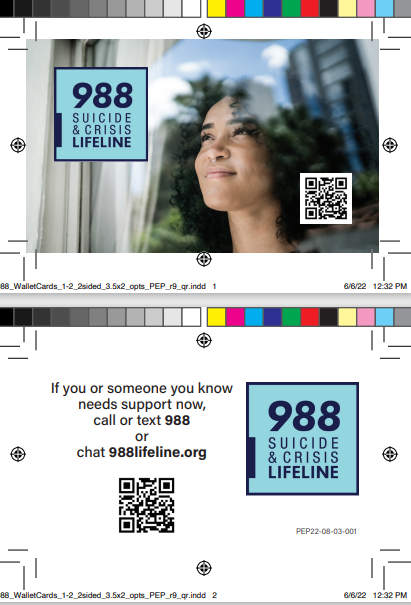 988
SUICIDE
& CRISIS
LIFELINE
88_WalletCards_1-2_2sided_3.5x2_opts_PEP_r9_qr.indd 1
6/6/22 12:32 PM
If you or someone you know
needs support now,
call or text 988
or
chat 988lifeline.org
988
SUICIDE
& CRISIS
LIFELINE
PEP22-08-03-001
88_WalletCards_1-2_2sided_3.5x2_opts_PEP_r9_qr.indd 2
6/6/22 12:32 PM